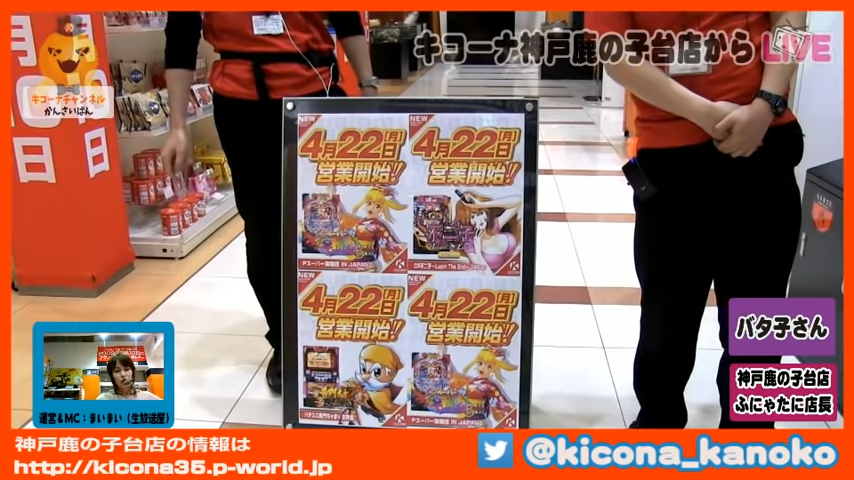 キコーナ神戸鹿の子台店からLIVE
キコーナチャンネル
かんさいばん
月
日
日
NEW
4月22日(月)
営業開始!!
Pスーパー海物語 IN JAPAN2
NEW
4月22日(月)
営業開始!!
NEW
4月22日(月)
営業開始!!
NEW
4月22日(月)
営業開始!!
Pスーパー海物語 IN JAPAN2
バタ子さん
神戸鹿の子台店
ふにゃたに店長
運営&MC:まいまい(生放送屋)
神戸鹿の子台店の情報は
http://kicona35.p-world.jp
@kicona_kanoko